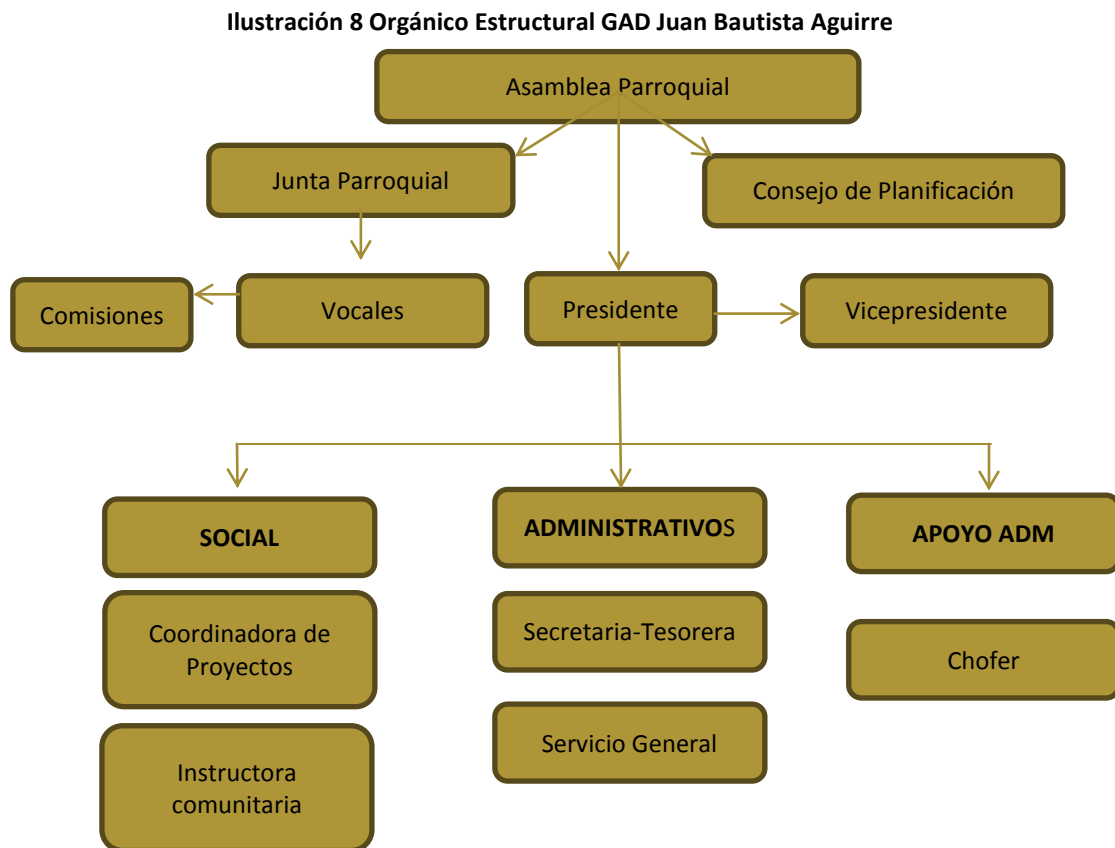 Ilustración 8 Orgánico Estructural GAD Juan Bautista Aguirre
Asamblea Parroquial
Junta Parroquial
Consejo de Planificación
Comisiones
Vocales
Presidente
Vicepresidente
SOCIAL
ADMINISTRATIVOS
APOYO ADM
Coordinadora de
Proyectos
Secretaria-Tesorera
Chofer
Instructora
comunitaria
Servicio General